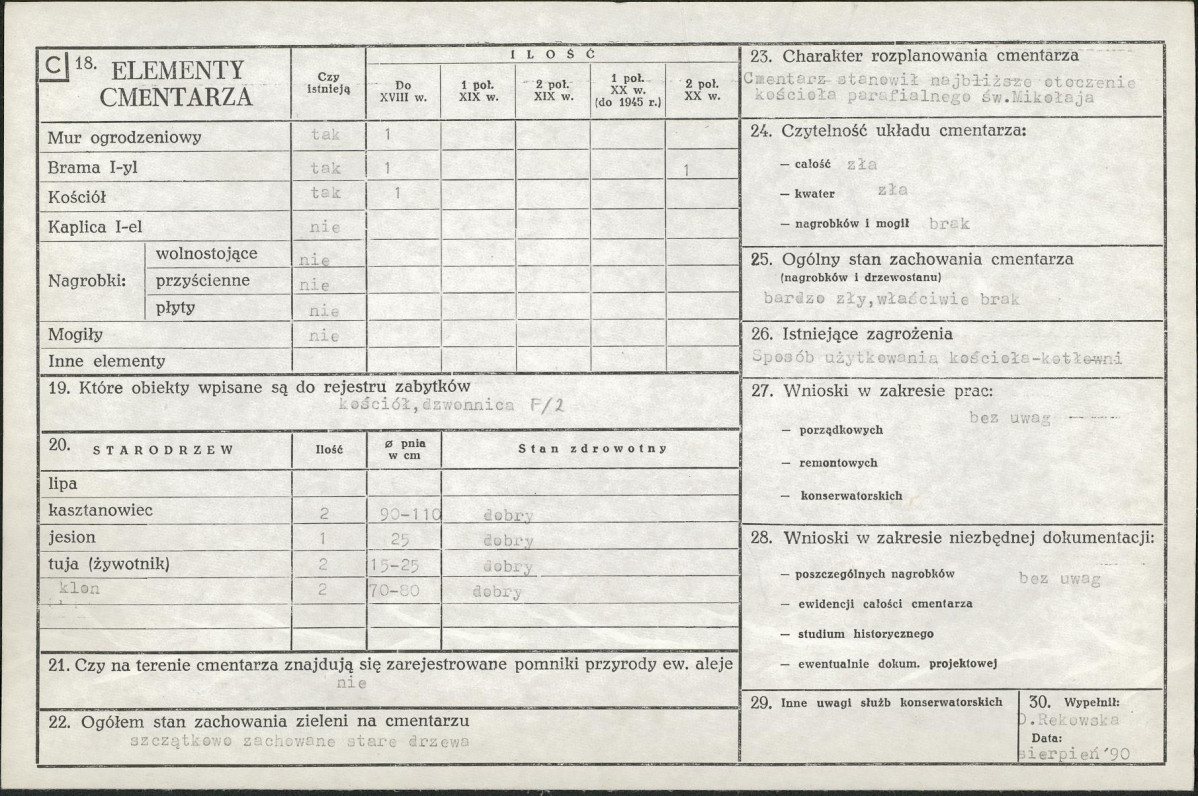 C 18. ELEMENTY CMENTARZA
Czy istnieją
I L O Ś Ć
Do XVIII w.
1 poł. XIX w.
2 poł. XIX w.
1 poł. XX w. (do 1945 r.)
2 poł. XX w.
Mur ogrodzeniowy tak 1
Brama I-yl tak 1 1
Kościół tak 1
Kaplica I-el nie
Nagrobki:
wolnostojące nie
przyścienne nie
płyty nie
Mogiły nie
Inne elementy
19. Które obiekty wpisane są do rejestru zabytków
kościół,dzwonnica F/2
20. STARODRZEW Ilość ø pnia w cm Stan zdrowotny
lipa
kasztanowiec 2 90-110 dobry
jesion 1 25 dobry
tuja (żywotnik) 2 15-25 dobry
klon 2 70-80 dobry
21. Czy na terenie cmentarza znajdują się zarejestrowane pomniki przyrody ew. aleje
nie
22. Ogółem stan zachowania zieleni na cmentarzu
szczątkowo zachowane stare drzewa
23. Charakter rozplanowania cmentarza
Cmentarz stanowił najbliższe otoczenie
kościoła parafialnego św.Mikołaja
24. Czytelność układu cmentarza:
— całość zła
— kwater zła
— nagrobków i mogił brak
25. Ogólny stan zachowania cmentarza
(nagrobków i drzewostanu)
bardzo zły,właściwie brak
26. Istniejące zagrożenia
Sposób użytkowania kościoła-kotłowni
27. Wnioski w zakresie prac:
bez uwag
— porządkowych
— remontowych
— konserwatorskich
28. Wnioski w zakresie niezbędnej dokumentacji:
— poszczególnych nagrobków bez uwag
— ewidencji całości cmentarza
— studium historycznego
— ewentualnie dokum. projektowej
29. Inne uwagi służb konserwatorskich
30. Wypełnił:
D.Rekowska
Data:
sierpień'90